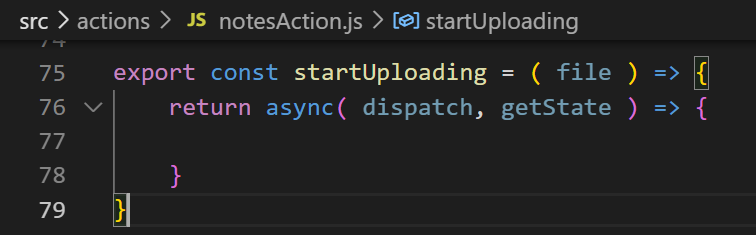 src > actions > JS notesAction.js > startUploading
74
75 export const startUploading = ( file ) => {
76 return async( dispatch, getState ) => {
77
78 }
79 }